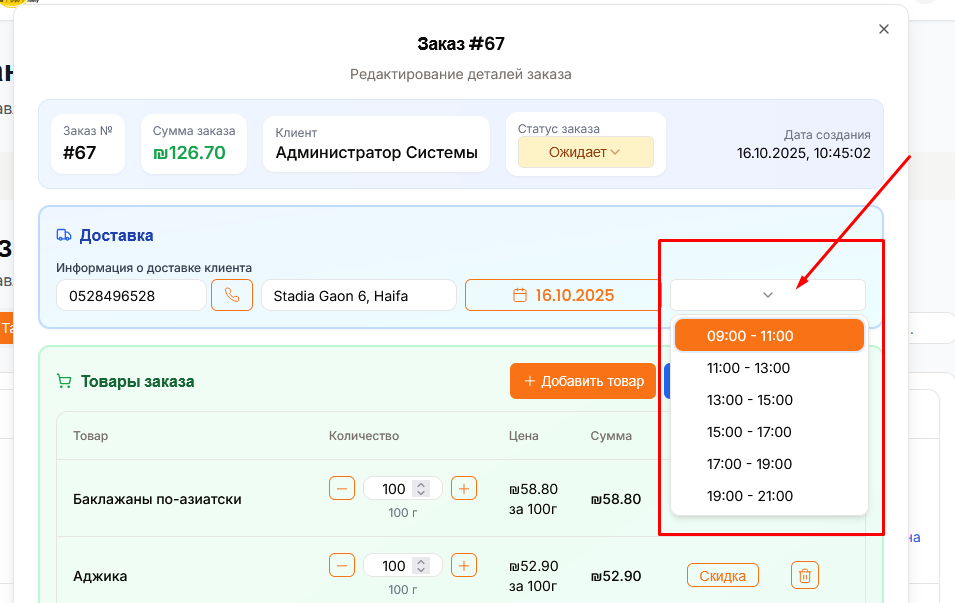 Заказ #67
Редактирование деталей заказа
Заказ №
#67
Сумма заказа
₪126.70
Клиент
Администратор Системы
Статус заказа
Ожидает
Дата создания
16.10.2025, 10:45:02
Доставка
Информация о доставке клиента
0528496528
Stadia Gaon 6, Haifa
16.10.2025
09:00 - 11:00
11:00 - 13:00
13:00 - 15:00
15:00 - 17:00
17:00 - 19:00
19:00 - 21:00
Товары заказа
+ Добавить товар
Товар
Количество
Цена
Сумма
Баклажаны по-азиатски
100
100 г
₪58.80
за 100г
₪58.80
Аджика
100
100 г
₪52.90
за 100г
₪52.90
Скидка